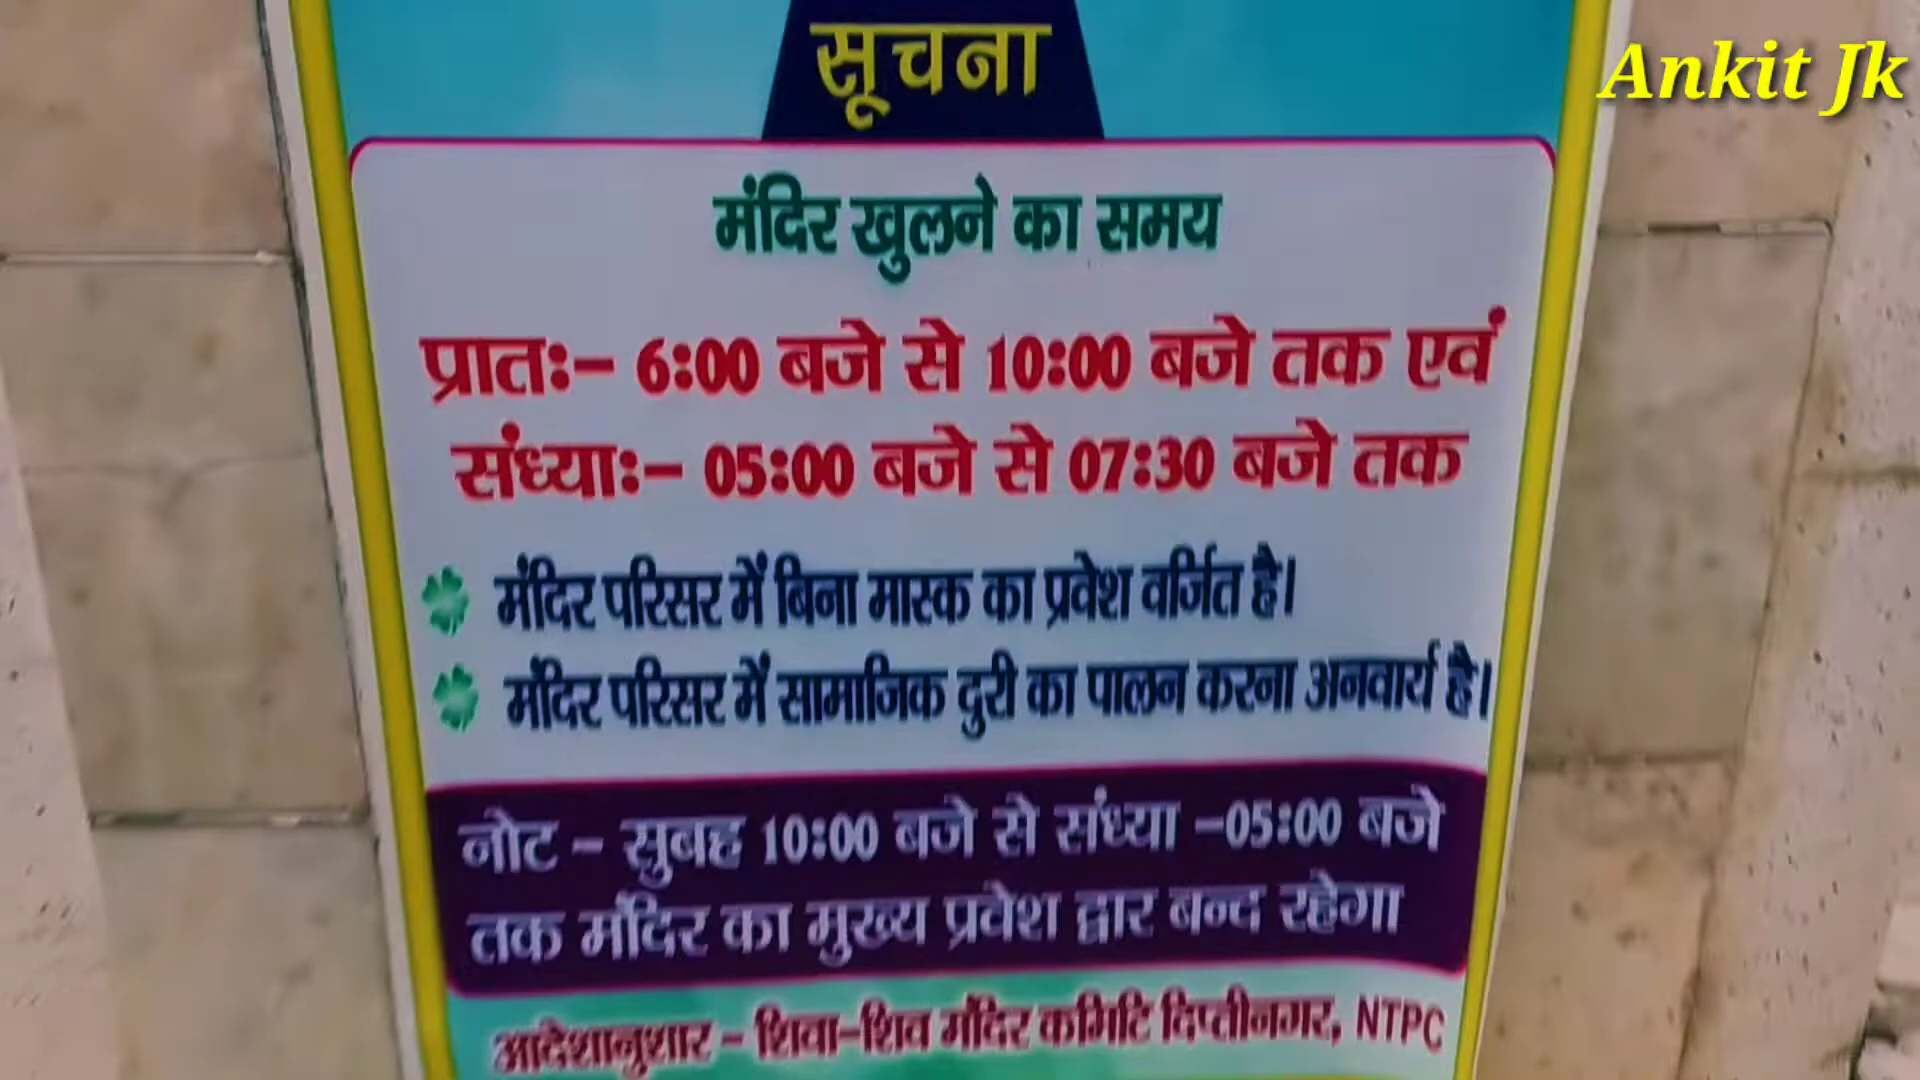 सूचना
Ankit Jk
मंदिर खुलने का समय
प्रातः– 6:00 बजे से 10:00 बजे तक एवं
संध्याः– 05:00 बजे से 07:30 बजे तक
मंदिर परिसर में बिना मास्क का प्रवेश वर्जित है।
मंदिर परिसर में सामाजिक दुरी का पालन करना अनवार्य है।
नोट – सुबह 10:00 बजे से संध्या –05:00 बजे
तक मंदिर का मुख्य प्रवेश द्वार बन्द रहेगा
आदेशानुशार – शिवा–शिव मंदिर कमिटि दिप्तीनगर, NTPC